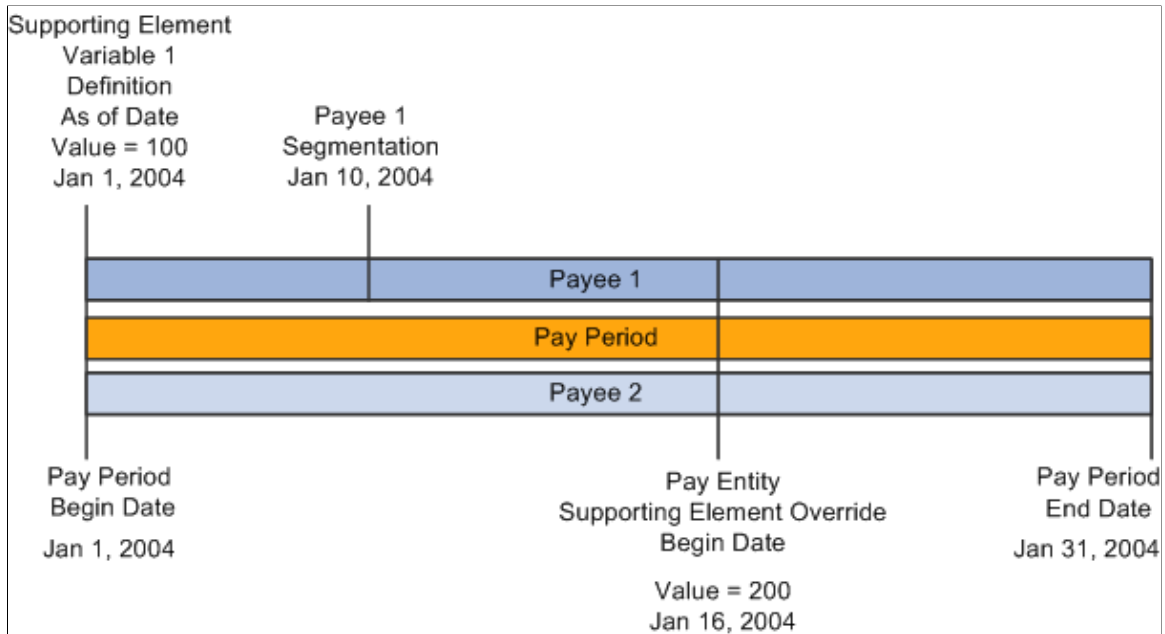 Supporting Element
Variable 1
Definition
As of Date
Value = 100
Jan 1, 2004
Payee 1
Segmentation
Jan 10, 2004
Payee 1
Pay Period
Payee 2
Pay Period
Begin Date
Jan 1, 2004
Pay Entity
Supporting Element Override
Begin Date
Value = 200
Jan 16, 2004
Pay Period
End Date
Jan 31, 2004